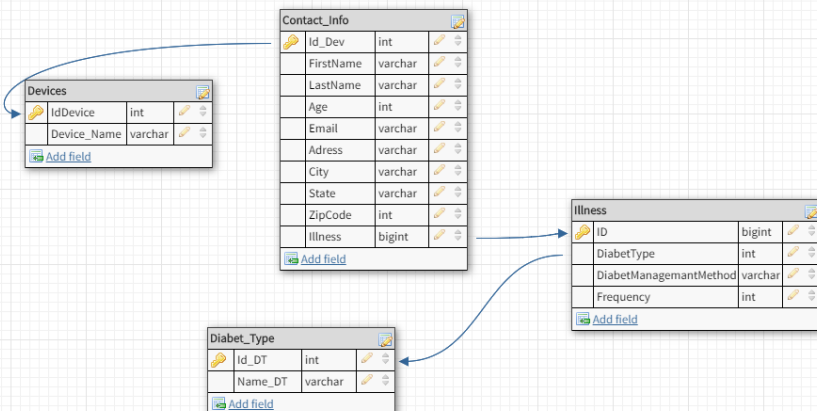 Contact_Info
Id_Dev int
FirstName varchar
LastName varchar
Age int
Email varchar
Adress varchar
City varchar
State varchar
ZipCode int
Illness bigint
Add field
Devices
IdDevice int
Device_Name varchar
Add field
Illness
ID bigint
DiabetType int
DiabetManagemantMethod varchar
Frequency int
Add field
Diabet_Type
Id_DT int
Name_DT varchar
Add field